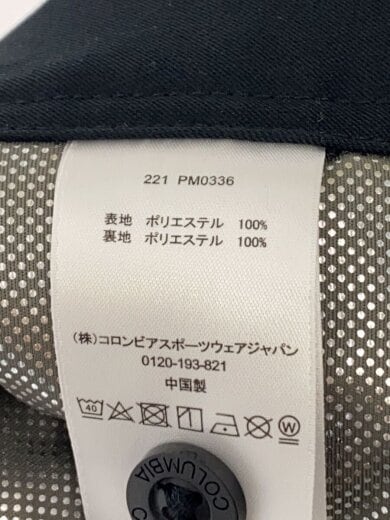 221 PM0336
表地 ポリエステル 100%
裏地 ポリエステル 100%
(株)コロンビアスポーツウェアジャパン
0120-193-821
中国製
40 W
COLUMBIA